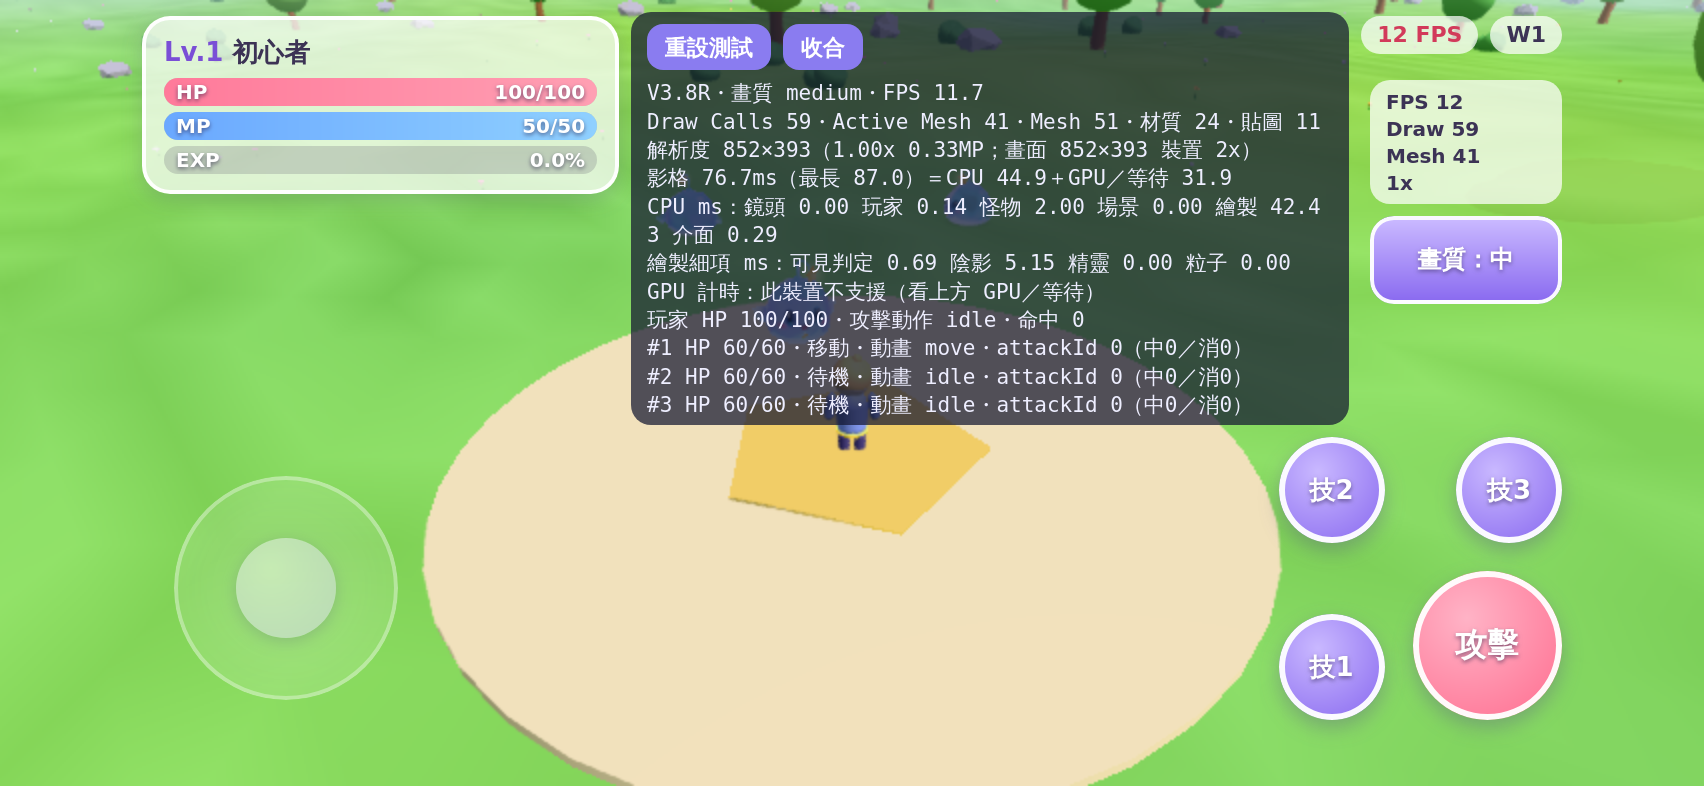 Lv.1 初心者
HP 100/100
MP 50/50
EXP 0.0%
重設測試 收合
V3.8R・畫質 medium・FPS 11.7
Draw Calls 59・Active Mesh 41・Mesh 51・材質 24・貼圖 11
解析度 852×393（1.00x 0.33MP；畫面 852×393 裝置 2x）
影格 76.7ms（最長 87.0）＝CPU 44.9＋GPU／等待 31.9
CPU ms：鏡頭 0.00 玩家 0.14 怪物 2.00 場景 0.00 繪製 42.4
3 介面 0.29
繪製細項 ms：可見判定 0.69 陰影 5.15 精靈 0.00 粒子 0.00
GPU 計時：此裝置不支援（看上方 GPU／等待）
玩家 HP 100/100・攻擊動作 idle・命中 0
#1 HP 60/60・移動・動畫 move・attackId 0（中0／消0）
#2 HP 60/60・待機・動畫 idle・attackId 0（中0／消0）
#3 HP 60/60・待機・動畫 idle・attackId 0（中0／消0）
12 FPS W1
FPS 12
Draw 59
Mesh 41
1x
畫質：中
技2 技3
技1 攻擊